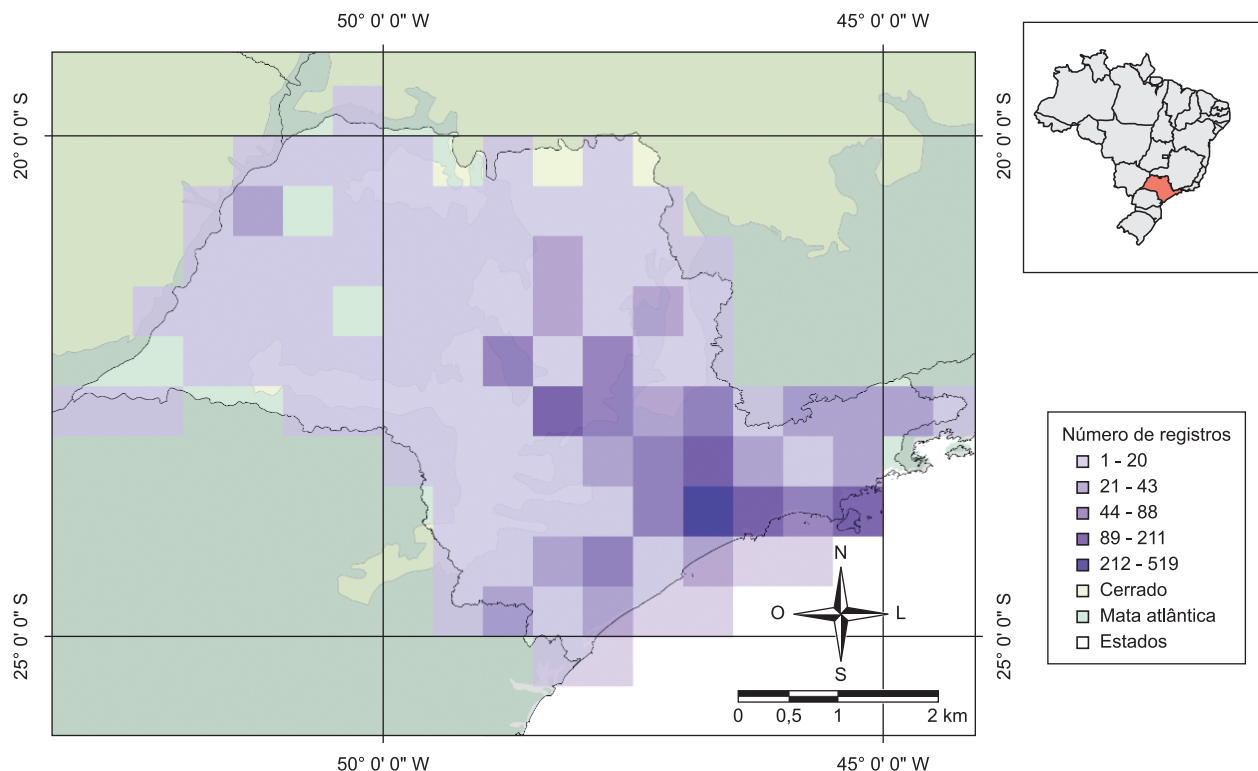 50° 0' 0" W
45° 0' 0" W
20° 0' 0" S
20° 0' 0" S
25° 0' 0" S
25° 0' 0" S
Número de registros
1 - 20
21 - 43
44 - 88
89 - 211
212 - 519
Cerrado
Mata atlântica
Estados
N
O
L
S
0
0,5
1
2 km
50° 0' 0" W
45° 0' 0" W